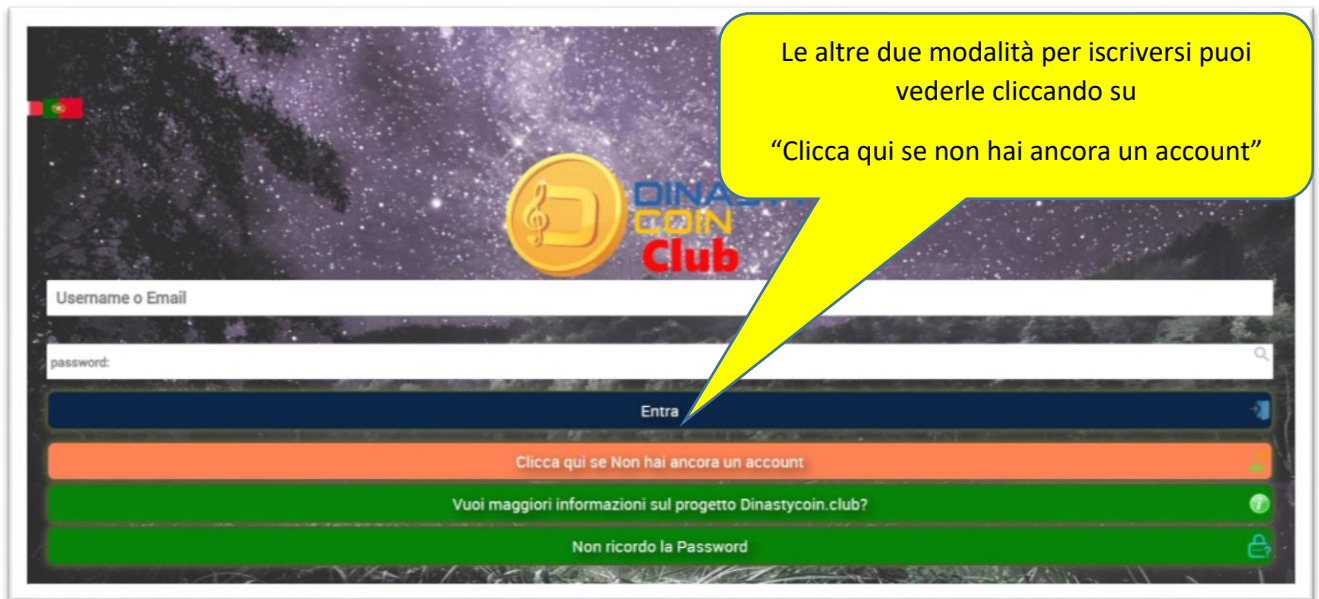 Le altre due modalità per iscriversi puoi
vederle cliccando su
“Clicca qui se non hai ancora un account”
COIN
Club
Username o Email
password:
Entra
Clicca qui se Non hai ancora un account
Vuoi maggiori informazioni sul progetto Dinastycoin.club?
Non ricordo la Password